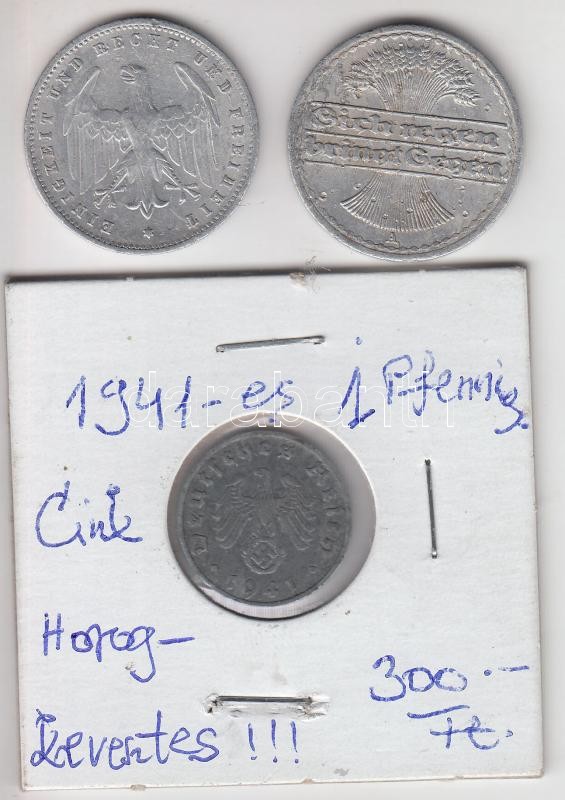 EINIGKEIT UND RECHT UND FREIHEIT
Sich regen
bringt Segen
A
1941-es 1 Pfennig.
Deutsches Reich
1941
Cink
Horog-
keresztes !!!
300.-
Ft.
darabanth